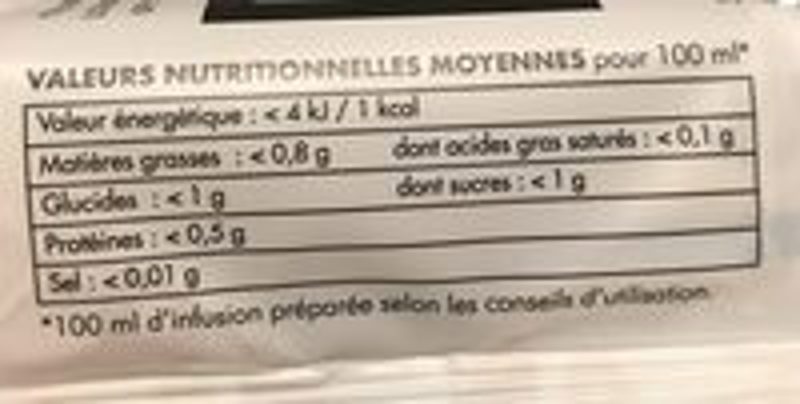 VALEURS NUTRITIONNELLES MOYENNES pour 100 ml*
Valeur énergétique : < 4 kJ / 1 kcal
Matières grasses : < 0,8 g dont acides gras saturés : < 0,1 g
Glucides : < 1 g dont sucres : < 1 g
Protéines : < 0,5 g
Sel : < 0,01 g
*100 ml d'infusion préparée selon les conseils d'utilisation